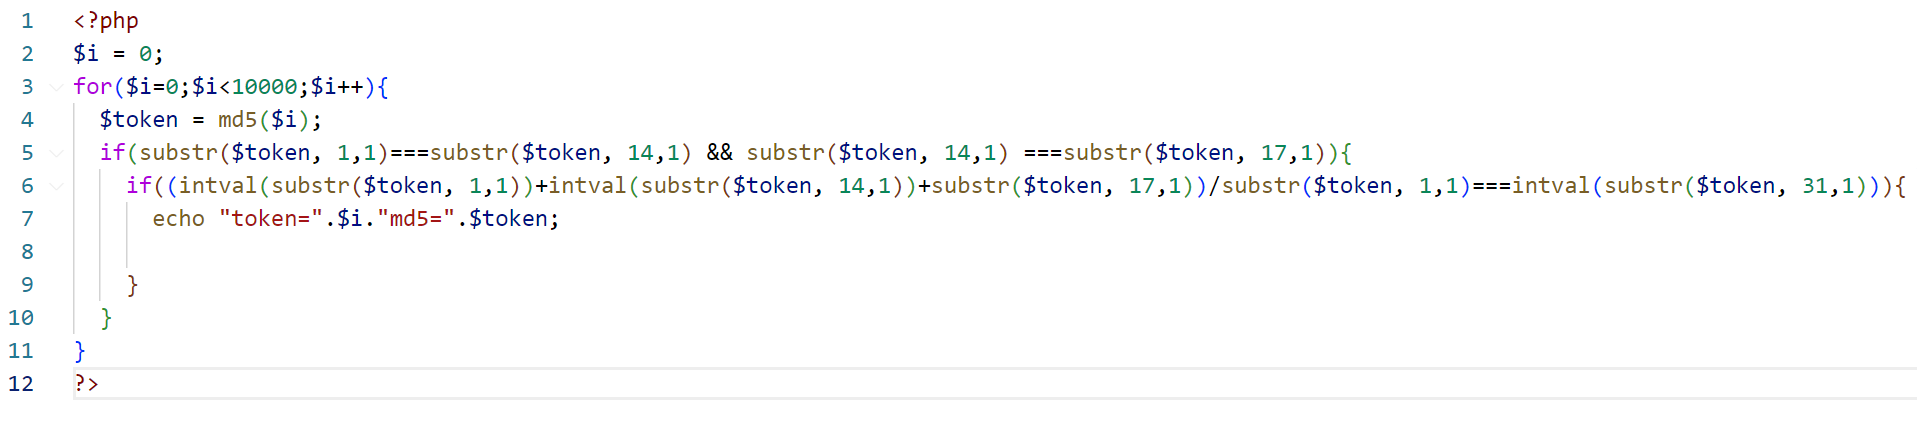 1 <?php
2 $i = 0;
3 for($i=0;$i<10000;$i++){
4 $token = md5($i);
5 if(substr($token, 1,1)===substr($token, 14,1) && substr($token, 14,1) ===substr($token, 17,1)){
6 if((intval(substr($token, 1,1))+intval(substr($token, 14,1))+substr($token, 17,1))/substr($token, 1,1)===intval(substr($token, 31,1))){
7 echo "token=".$i."md5=".$token;
8
9 }
10 }
11 }
12 ?>